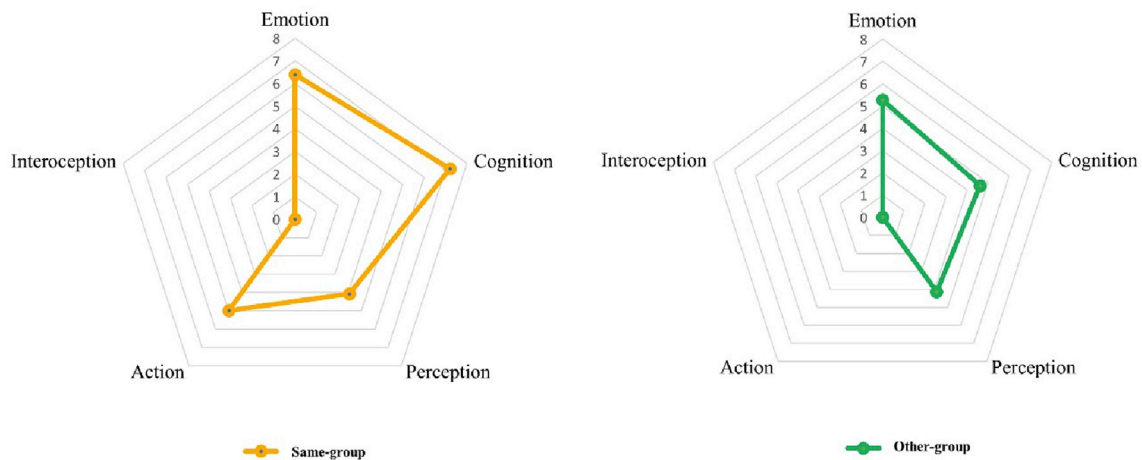 Emotion
8
7
6
5
4
3
2
1
0
Interoception
Cognition
Action
Perception
Same-group
Emotion
8
7
6
5
4
3
2
1
0
Interoception
Cognition
Action
Perception
Other-group